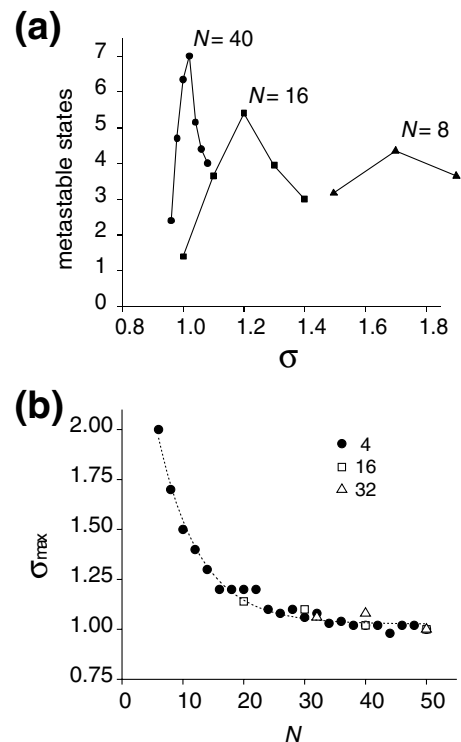 (a)
N= 40
N= 16
N= 8
metastable states
7
6
5
4
3
2
1
0
0.8 1.0 1.2 1.4 1.6 1.8
σ
(b)
2.00
1.75
1.50
1.25
1.00
0.75
σmax
4
16
32
0 10 20 30 40 50
N